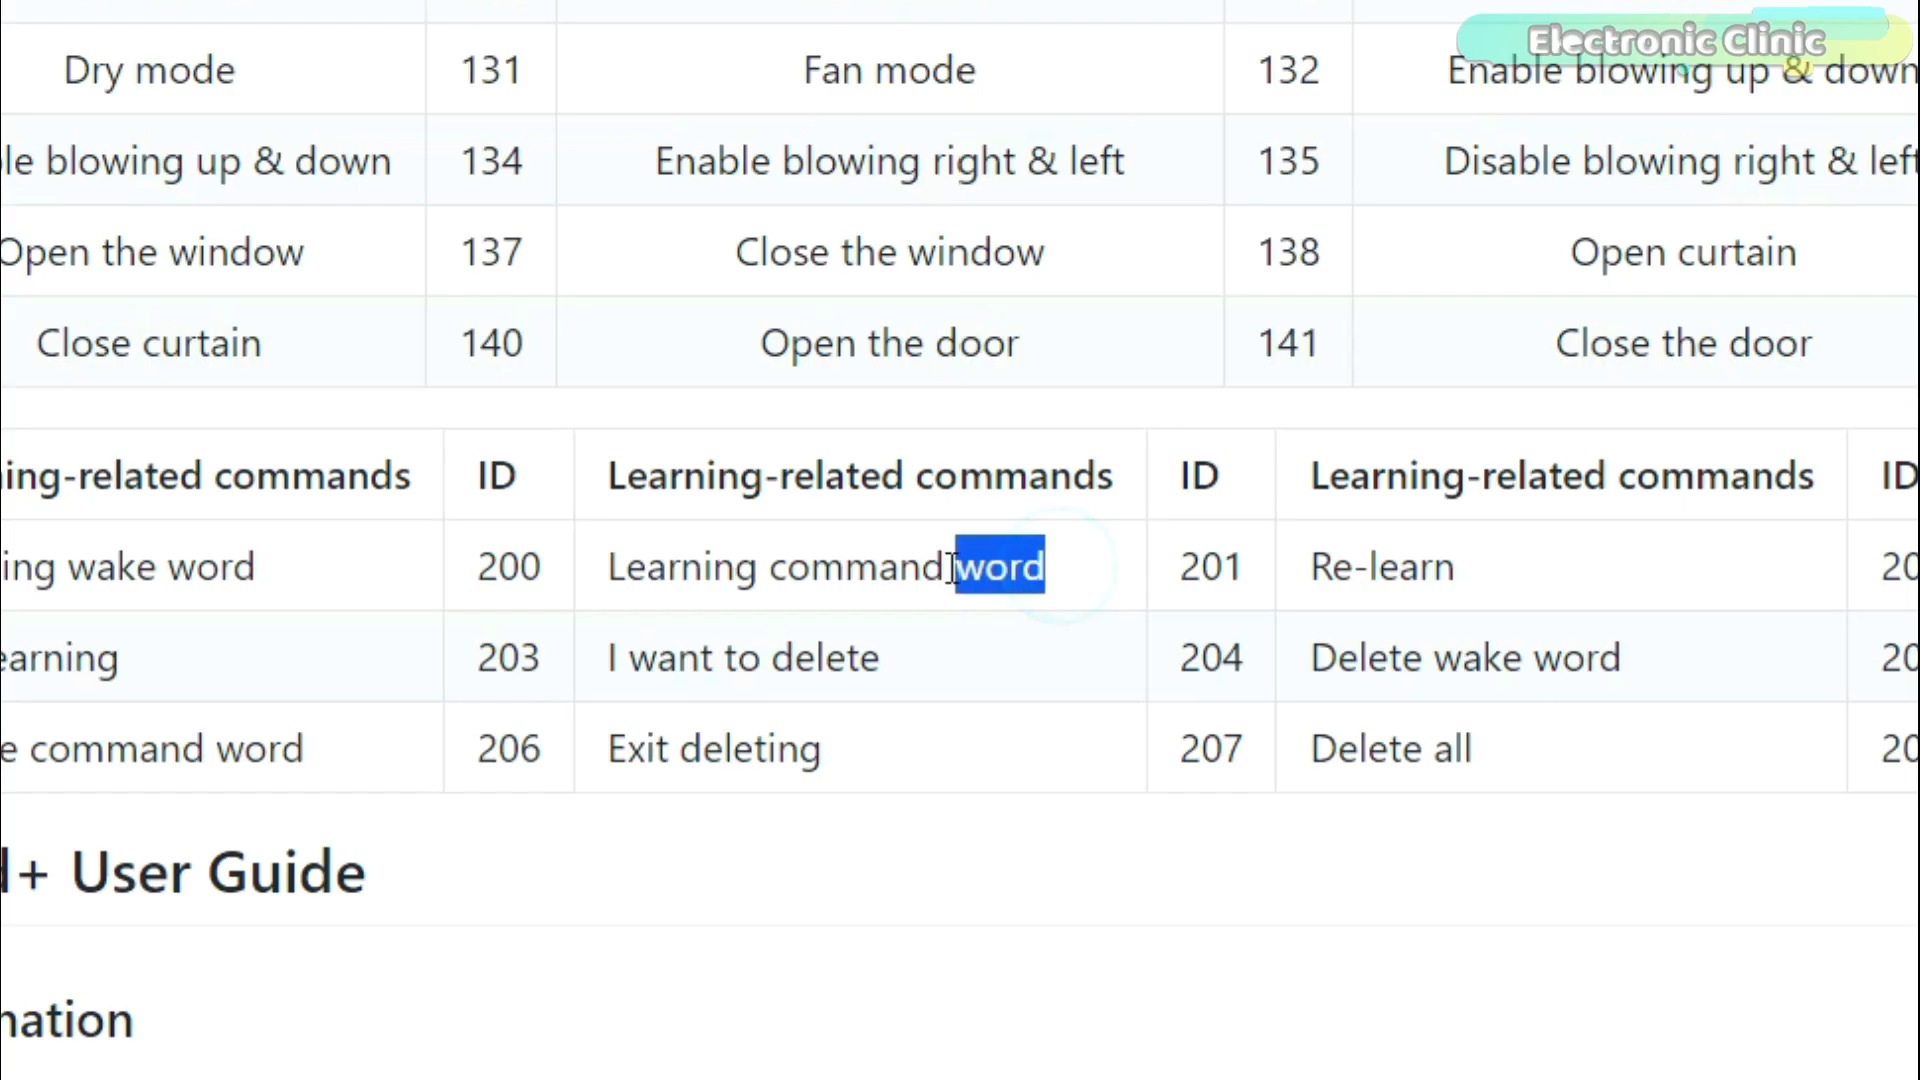 Electronic Clinic
Dry mode 131 Fan mode 132 Enable blowing up & down
le blowing up & down 134 Enable blowing right & left 135 Disable blowing right & left
Open the window 137 Close the window 138 Open curtain
Close curtain 140 Open the door 141 Close the door
ing-related commands ID Learning-related commands ID Learning-related commands ID
ing wake word 200 Learning command word 201 Re-learn 20
earning 203 I want to delete 204 Delete wake word 20
e command word 206 Exit deleting 207 Delete all 20
+ User Guide
mation